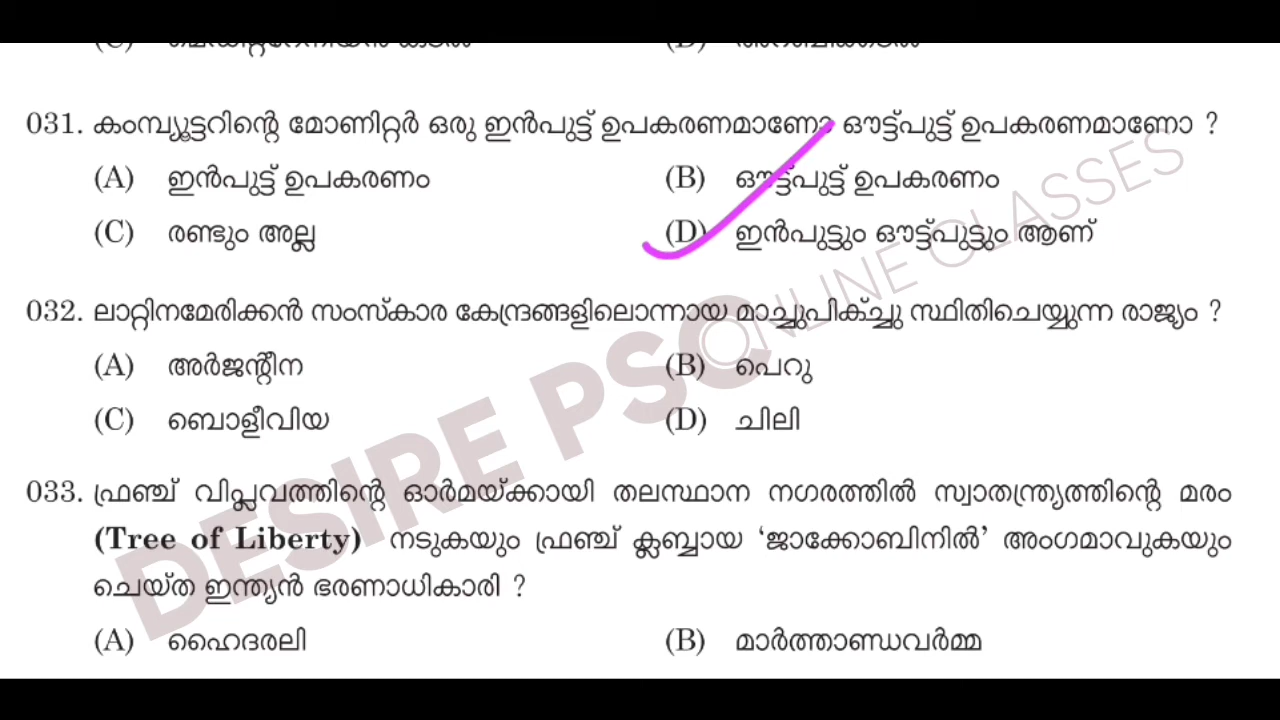 031. കംമ്പ്യൂട്ടറിന്റെ മോണിറ്റർ ഒരു ഇൻപുട്ട് ഉപകരണമാണോ ഔട്ട്പുട്ട് ഉപകരണമാണോ ?
(A) ഇൻപുട്ട് ഉപകരണം (B) ഔട്ട്പുട്ട് ഉപകരണം
(C) രണ്ടും അല്ല (D) ഇൻപുട്ടും ഔട്ട്പുട്ടും ആണ്
032. ലാറ്റിനമേരിക്കൻ സംസ്കാര കേന്ദ്രങ്ങളിലൊന്നായ മാച്ചുപിക്ച്ചു സ്ഥിതിചെയ്യുന്ന രാജ്യം ?
(A) അർജന്റീന (B) പെറു
(C) ബൊളീവിയ (D) ചിലി
033. ഫ്രഞ്ച് വിപ്ലവത്തിന്റെ ഓർമയ്ക്കായി തലസ്ഥാന നഗരത്തിൽ സ്വാതന്ത്ര്യത്തിന്റെ മരം
(Tree of Liberty) നടുകയും ഫ്രഞ്ച് ക്ലബ്ബായ ‘ജാക്കോബിനിൽ’ അംഗമാവുകയും
ചെയ്ത ഇന്ത്യൻ ഭരണാധികാരി ?
(A) ഹൈദരലി (B) മാർത്താണ്ഡവർമ്മ
DESIRE PSC ONLINE CLASSES